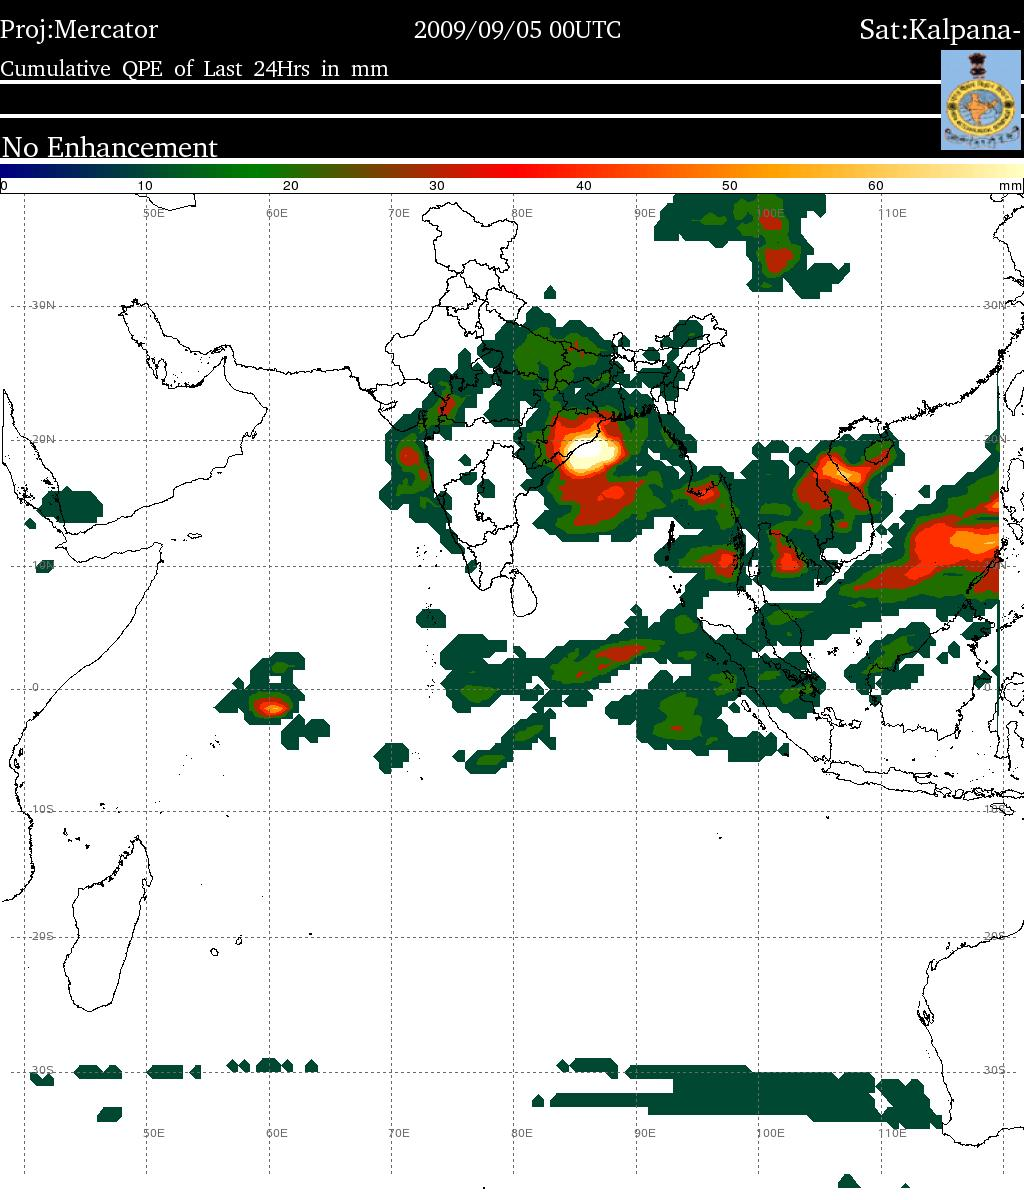 Proj:Mercator 2009/09/05 00UTC Sat:Kalpana-
Cumulative QPE of Last 24Hrs in mm
No Enhancement
0 10 20 30 40 50 60 mm
50E 60E 70E 80E 90E 100E 110E
30N 30N
20N 20N
10N
0 0
10S 10S
20S 20S
30S 30S
50E 60E 70E 80E 90E 100E 110E